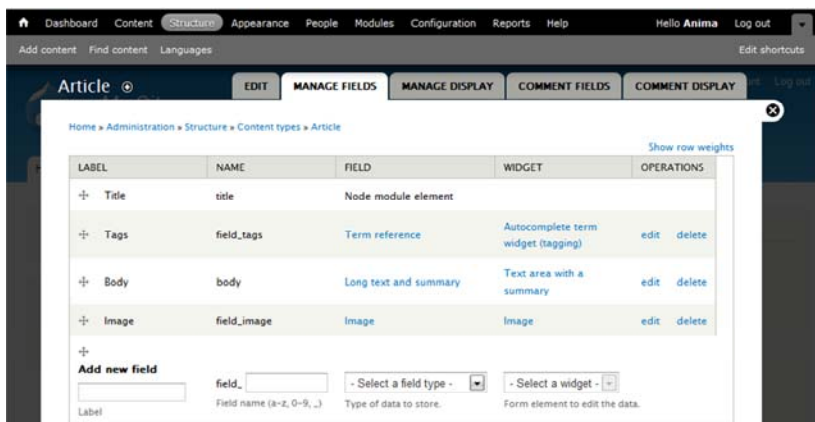 Dashboard Content Structure Appearance People Modules Configuration Reports Help Hello Anima Log out
Add content Find content Languages Edit shortcuts
Article EDIT MANAGE FIELDS MANAGE DISPLAY COMMENT FIELDS COMMENT DISPLAY Log out
Home » Administration » Structure » Content types » Article
Show row weights
LABEL NAME FIELD WIDGET OPERATIONS
Title title Node module element
Tags field_tags Term reference Autocomplete term widget (tagging) edit delete
Body body Long text and summary Text area with a summary edit delete
Image field_image Image Image edit delete
Add new field
field_ - Select a field type - - Select a widget -
Label Field name (a-z, 0-9, _) Type of data to store. Form element to edit the data.